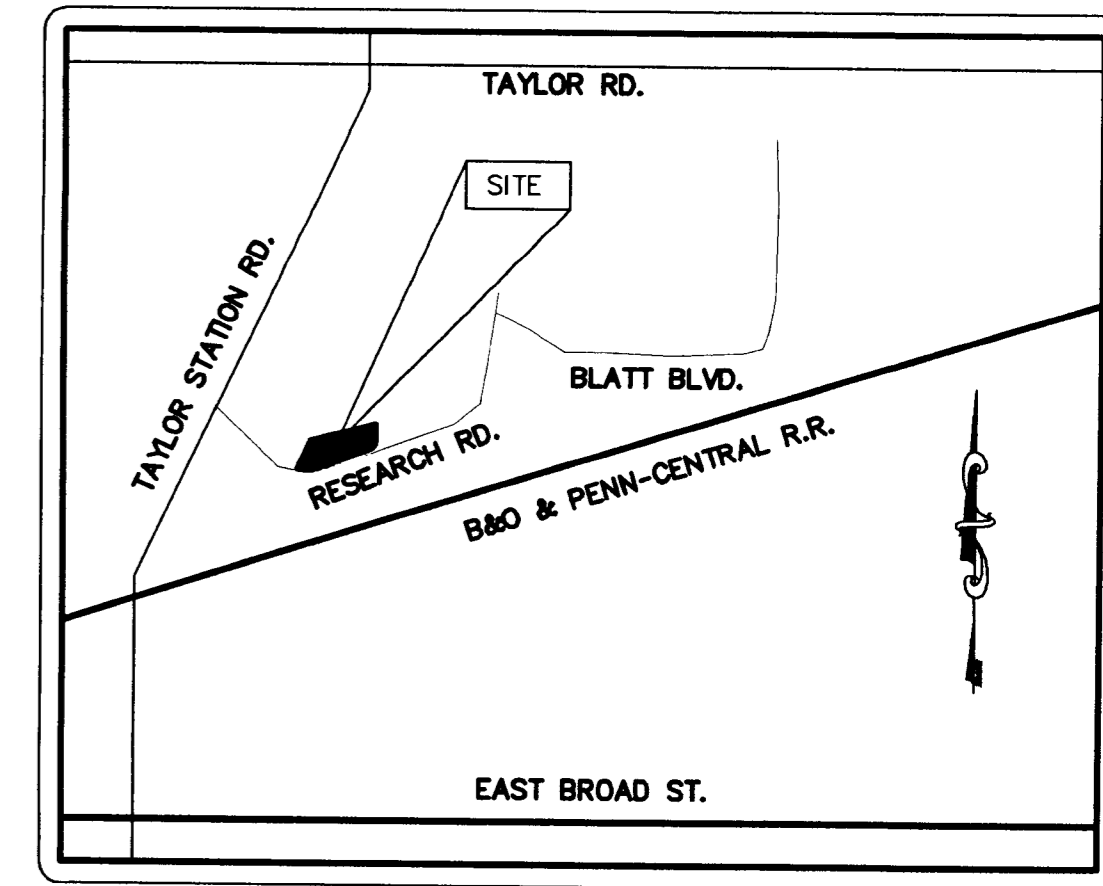 TAYLOR RD.
SITE
TAYLOR STATION RD.
BLATT BLVD.
RESEARCH RD.
B&O & PENN-CENTRAL R.R.
EAST BROAD ST.